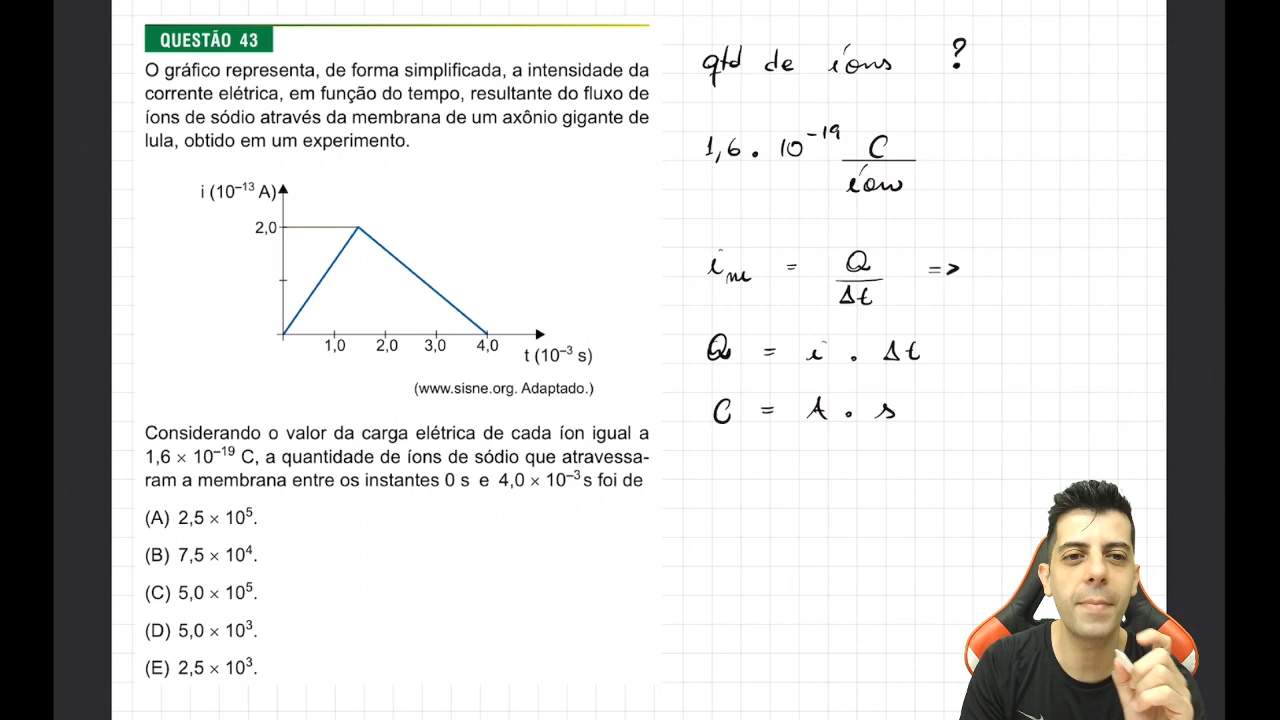 QUESTÃO 43
O gráfico representa, de forma simplificada, a intensidade da
corrente elétrica, em função do tempo, resultante do fluxo de
íons de sódio através da membrana de um axônio gigante de
lula, obtido em um experimento.
i (10⁻¹³ A)
2,0
1,0 2,0 3,0 4,0
t (10⁻³ s)
(www.sisne.org. Adaptado.)
Considerando o valor da carga elétrica de cada íon igual a
1,6 × 10⁻¹⁹ C, a quantidade de íons de sódio que atravessa-
ram a membrana entre os instantes 0 s e 4,0 × 10⁻³ s foi de
(A) 2,5 × 10⁵.
(B) 7,5 × 10⁴.
(C) 5,0 × 10⁵.
(D) 5,0 × 10³.
(E) 2,5 × 10³.
qtd de íons ?
1,6 . 10⁻¹⁹ C
íon
im = Q =>
Δt
Q = i . Δt
C = A . s